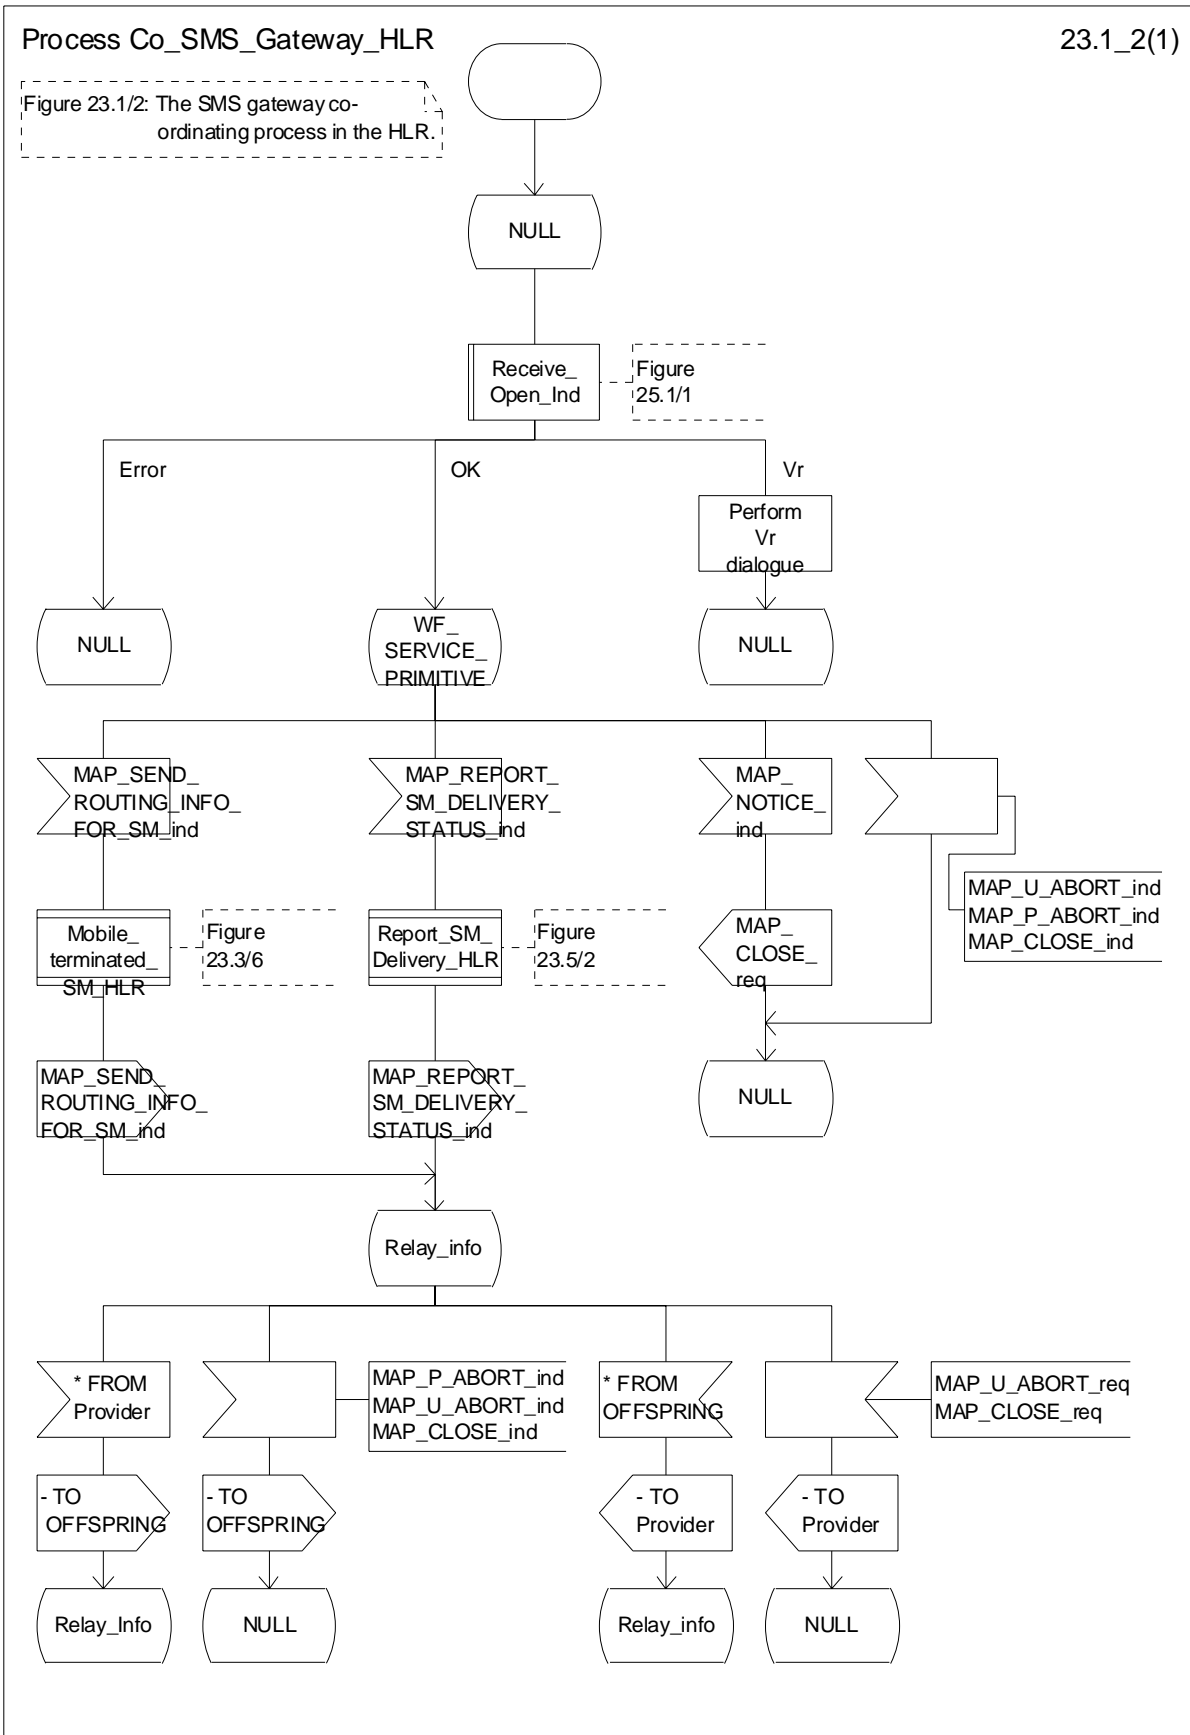 Process Co_SMS_Gateway_HLR
23.1_2(1)
Figure 23.1/2: The SMS gateway co-
ordinating process in the HLR.
NULL
Receive_
Open_Ind
Figure
25.1/1
Error
OK
Vr
Perform
Vr
dialogue
NULL
WF_
SERVICE_
PRIMITIVE
NULL
MAP_SEND_
ROUTING_INFO_
FOR_SM_ind
MAP_REPORT_
SM_DELIVERY_
STATUS_ind
MAP_
NOTICE_
ind
MAP_U_ABORT_ind
MAP_P_ABORT_ind
MAP_CLOSE_ind
Mobile_
terminated_
SM_HLR
Figure
23.3/6
Report_SM_
Delivery_HLR
Figure
23.5/2
MAP_
CLOSE_
req
MAP_SEND_
ROUTING_INFO_
FOR_SM_ind
MAP_REPORT_
SM_DELIVERY_
STATUS_ind
NULL
Relay_info
* FROM
Provider
MAP_P_ABORT_ind
MAP_U_ABORT_ind
MAP_CLOSE_ind
* FROM
OFFSPRING
MAP_U_ABORT_req
MAP_CLOSE_req
- TO
OFFSPRING
- TO
OFFSPRING
- TO
Provider
- TO
Provider
Relay_Info
NULL
Relay_info
NULL